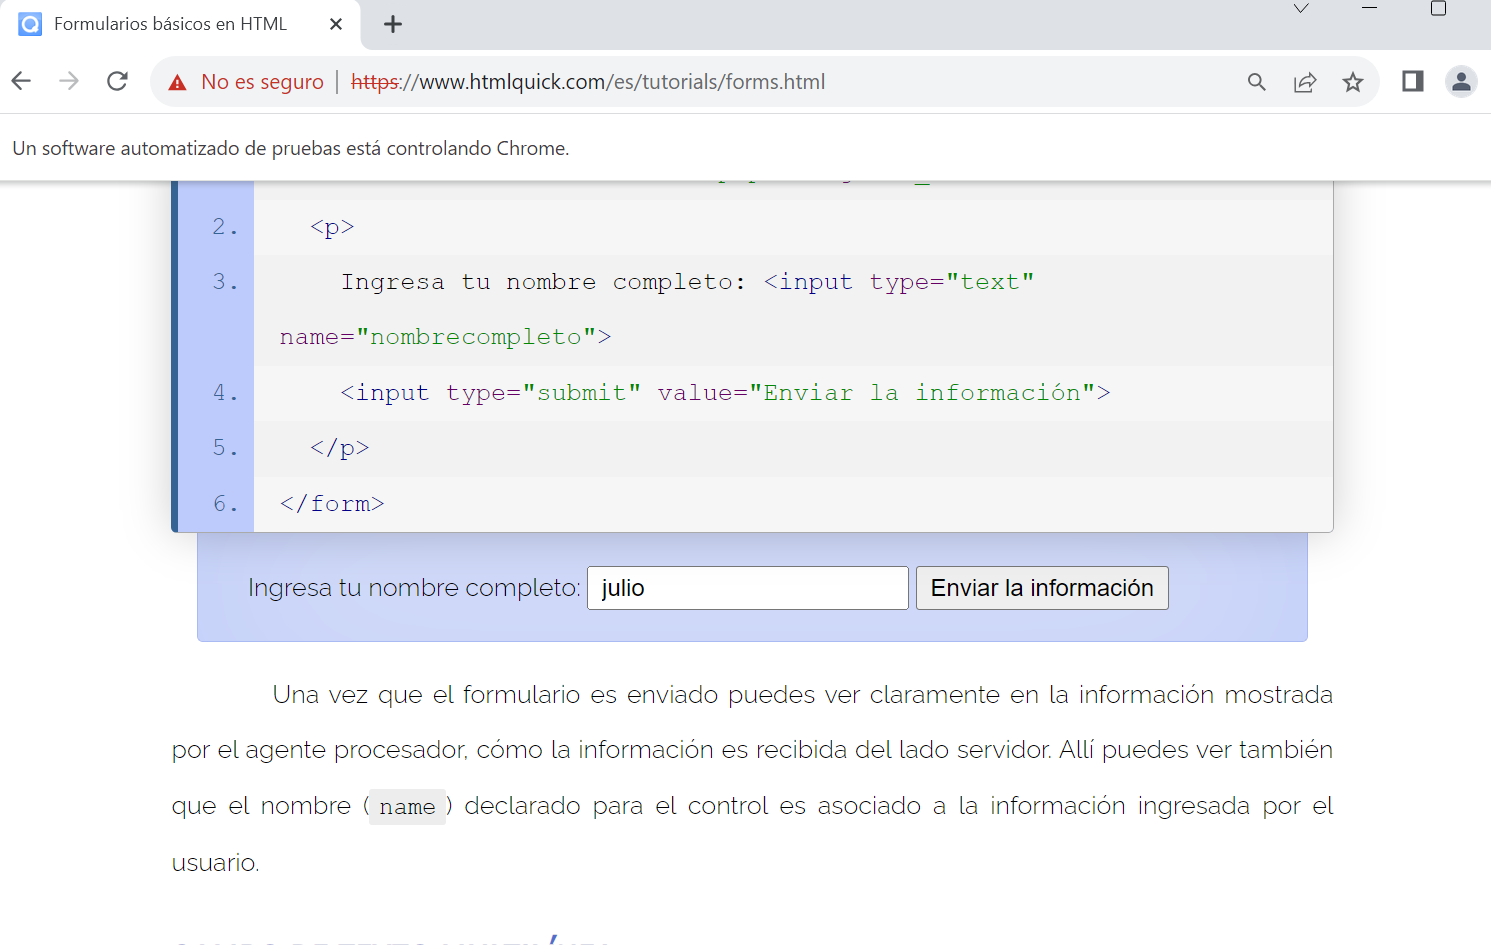 Formularios básicos en HTML
No es seguro https://www.htmlquick.com/es/tutorials/forms.html
Un software automatizado de pruebas está controlando Chrome.
2. <p>
3. Ingresa tu nombre completo: <input type="text"
name="nombrecompleto">
4. <input type="submit" value="Enviar la información">
5. </p>
6. </form>
Ingresa tu nombre completo: julio Enviar la información
Una vez que el formulario es enviado puedes ver claramente en la información mostrada
por el agente procesador, cómo la información es recibida del lado servidor. Allí puedes ver también
que el nombre (name) declarado para el control es asociado a la información ingresada por el
usuario.